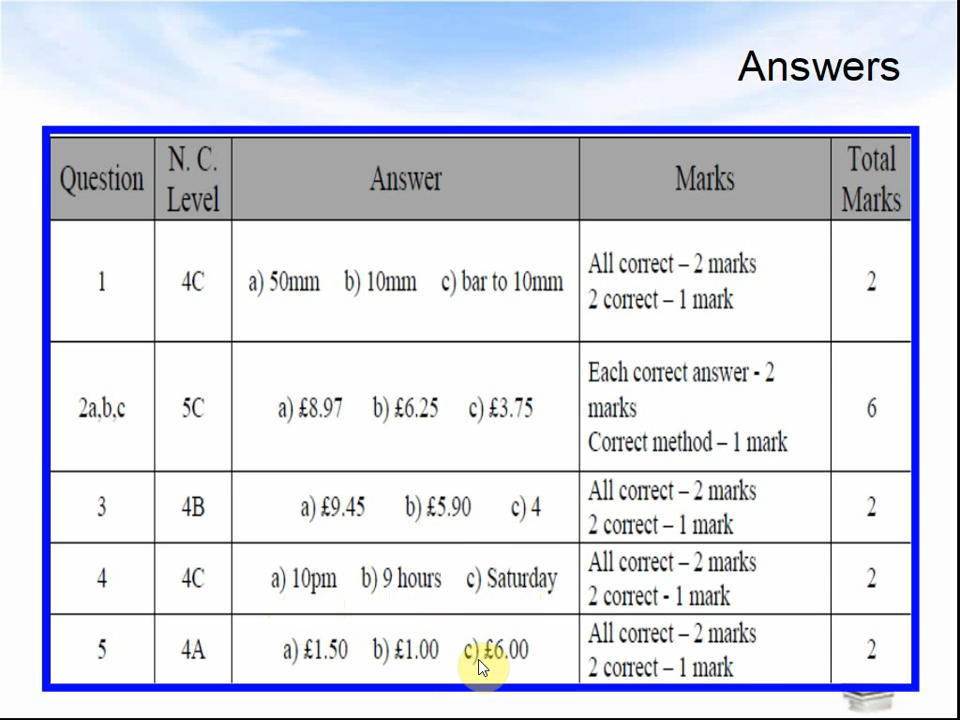 Answers
Question N. C. Level Answer Marks Total Marks
1 4C a) 50mm b) 10mm c) bar to 10mm All correct – 2 marks
2 correct – 1 mark 2
2a,b,c 5C a) £8.97 b) £6.25 c) £3.75 Each correct answer - 2
marks
Correct method – 1 mark 6
3 4B a) £9.45 b) £5.90 c) 4 All correct – 2 marks
2 correct – 1 mark 2
4 4C a) 10pm b) 9 hours c) Saturday All correct – 2 marks
2 correct - 1 mark 2
5 4A a) £1.50 b) £1.00 c) £6.00 All correct – 2 marks
2 correct – 1 mark 2